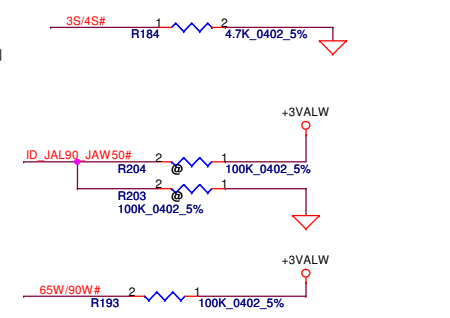 3S/4S# 1 2
R184 4.7K_0402_5%
+3VALW
ID_JAL90_JAW50# 2 1
R204 @ 100K_0402_5%
2 1
R203 @
100K_0402_5%
+3VALW
65W/90W# 2 1
R193 100K_0402_5%